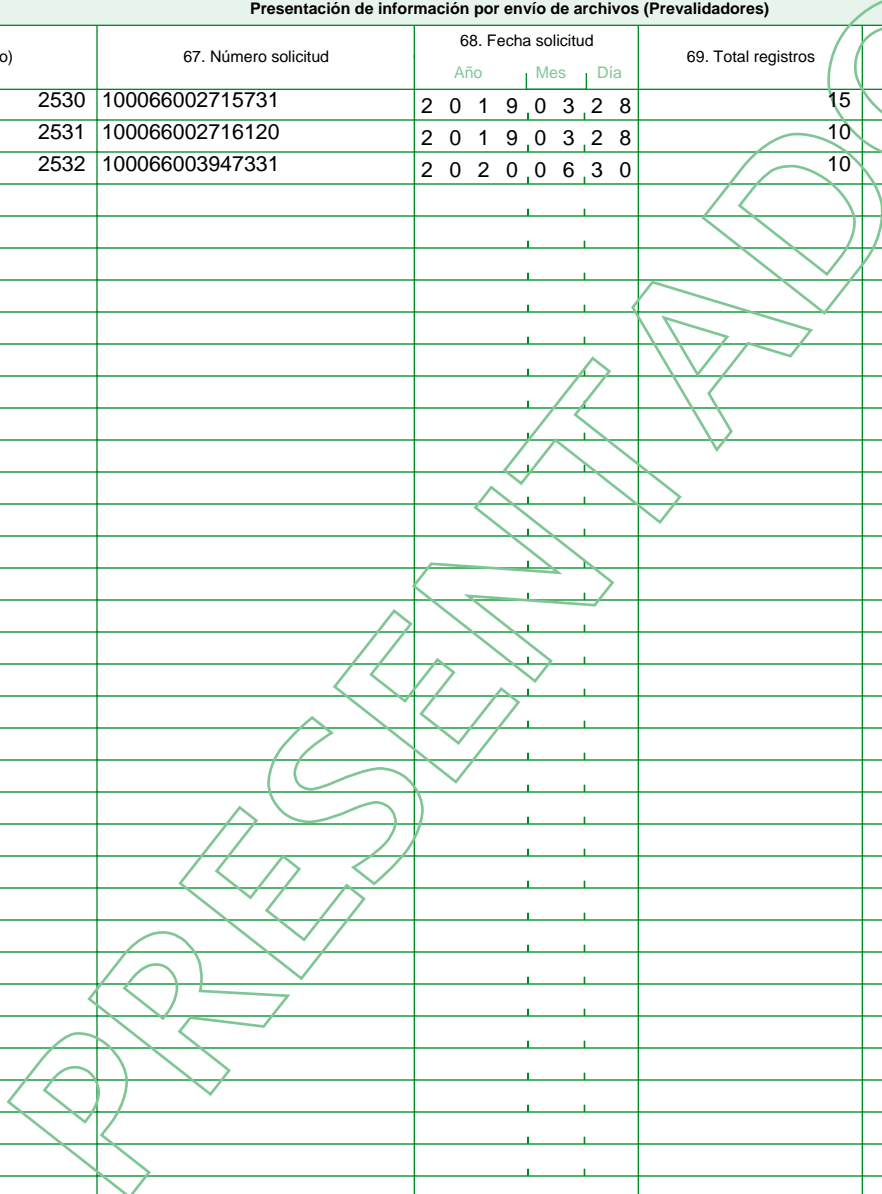 Presentación de información por envío de archivos (Prevalidadores)
o) 67. Número solicitud 68. Fecha solicitud 69. Total registros
Año Mes Día
2530 100066002715731 2 0 1 9 0 3 2 8 15
2531 100066002716120 2 0 1 9 0 3 2 8 10
2532 100066003947331 2 0 2 0 0 6 3 0 10
PRESENTADO